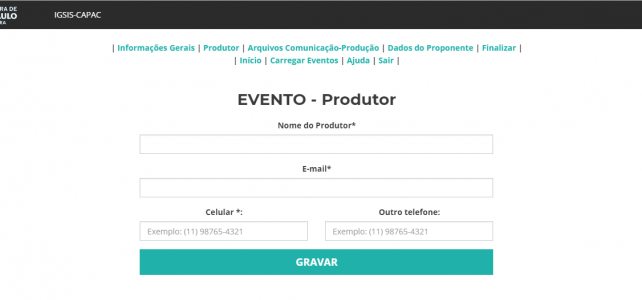 RA DE
ULO
RA
IGSIS-CAPAC
| Informações Gerais | Produtor | Arquivos Comunicação-Produção | Dados do Proponente | Finalizar |
| Início | Carregar Eventos | Ajuda | Sair |
EVENTO - Produtor
Nome do Produtor*
E-mail*
Celular *: Outro telefone:
Exemplo: (11) 98765-4321 Exemplo: (11) 98765-4321
GRAVAR